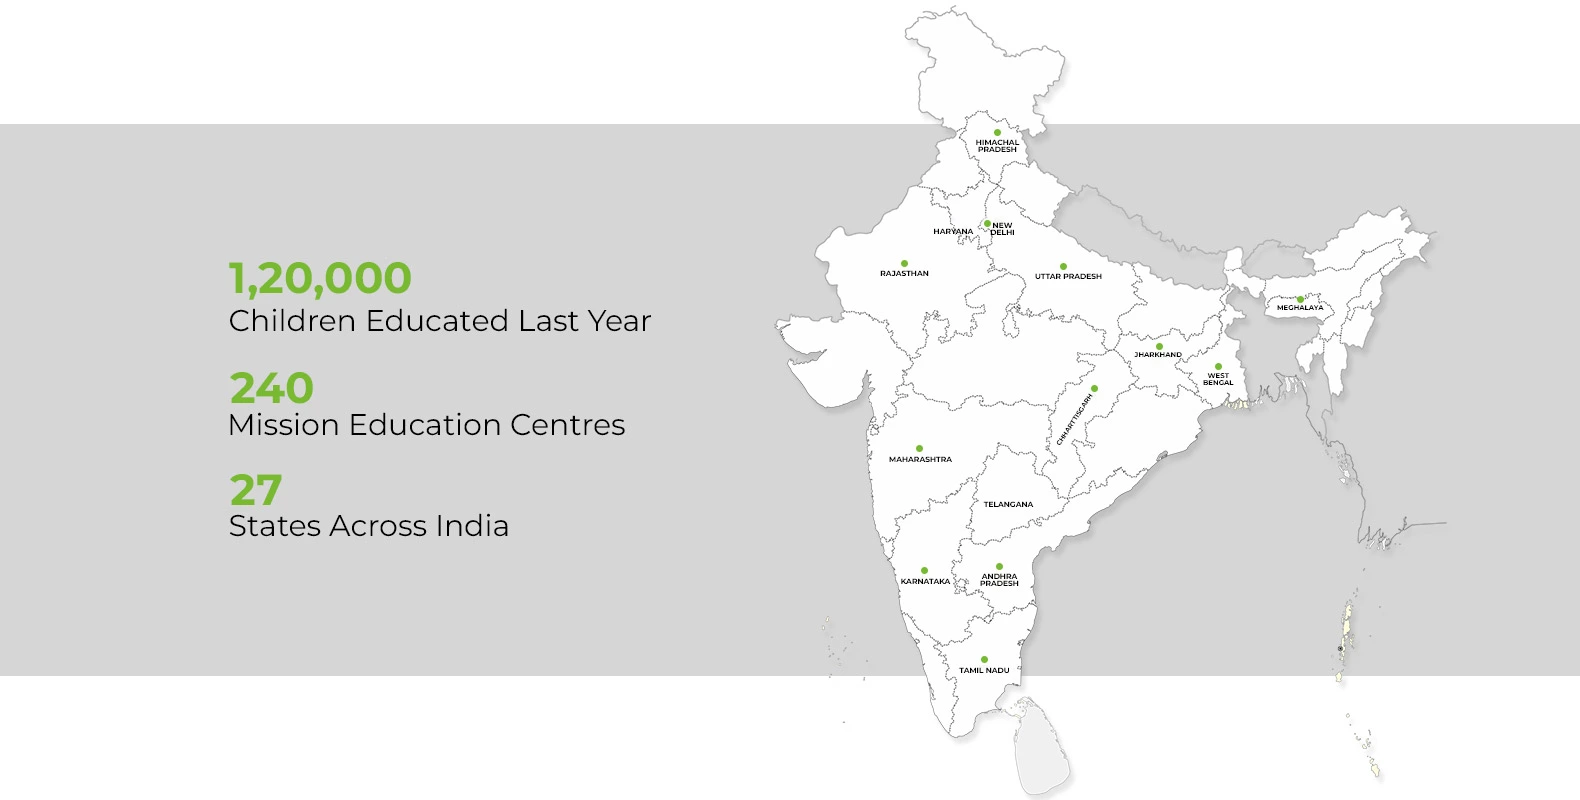 1,20,000
Children Educated Last Year
240
Mission Education Centres
27
States Across India
HIMACHAL
PRADESH
HARYANA
NEW
DELHI
RAJASTHAN
UTTAR PRADESH
MEGHALAYA
JHARKHAND
WEST
BENGAL
CHHARTTISGARH
MAHARASHTRA
TELANGANA
KARNATAKA
ANDHRA
PRADESH
TAMIL NADU